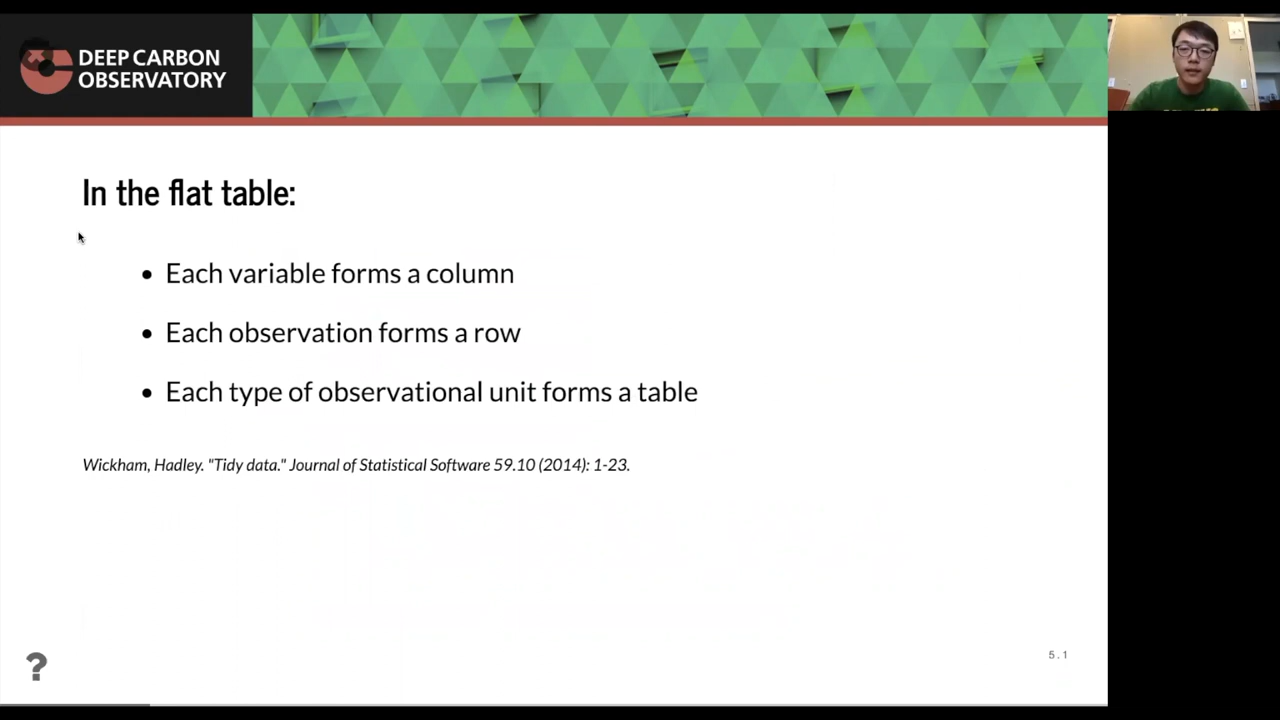 DEEP CARBON
OBSERVATORY
In the flat table:
• Each variable forms a column
• Each observation forms a row
• Each type of observational unit forms a table
Wickham, Hadley. "Tidy data." Journal of Statistical Software 59.10 (2014): 1-23.
?
5.1